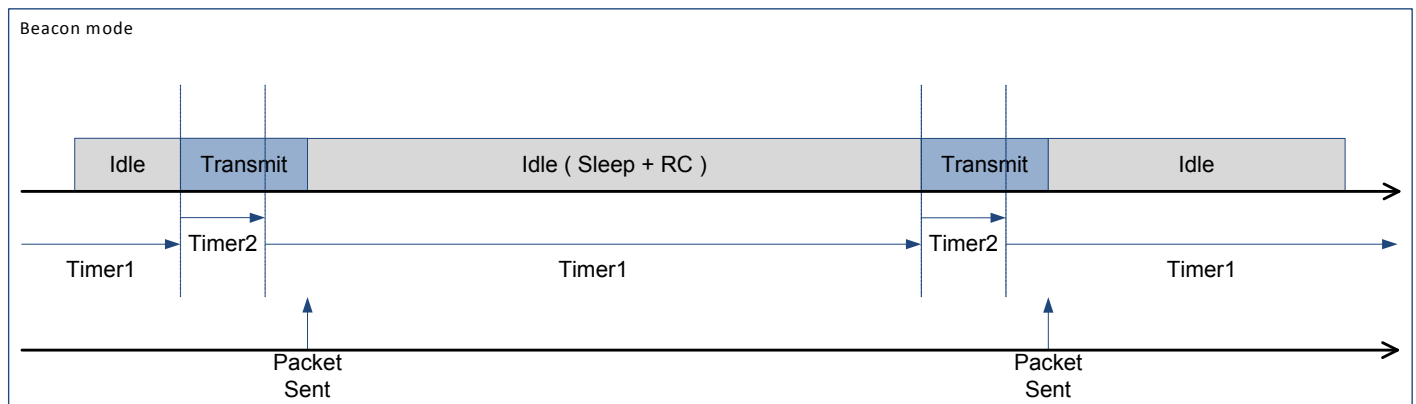 Beacon mode
Idle
Transmit
Idle ( Sleep + RC )
Transmit
Idle
Timer2
Timer2
Timer1
Timer1
Timer1
Packet
Sent
Packet
Sent